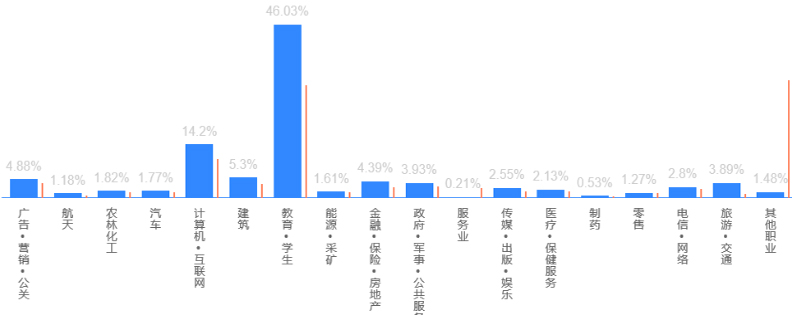 4.88%
1.18%
1.82%
1.77%
14.2%
5.3%
46.03%
1.61%
4.39%
3.93%
0.21%
2.55%
2.13%
0.53%
1.27%
2.8%
3.89%
1.48%
广告•营销•公关
航天
农林化工
汽车
计算机•互联网
建筑
教育•学生
能源•采矿
金融•保险•房地产
政府•军事•公共服
服务业
传媒•出版•娱乐
医疗•保健服务
制药
零售
电信•网络
旅游•交通
其他职业